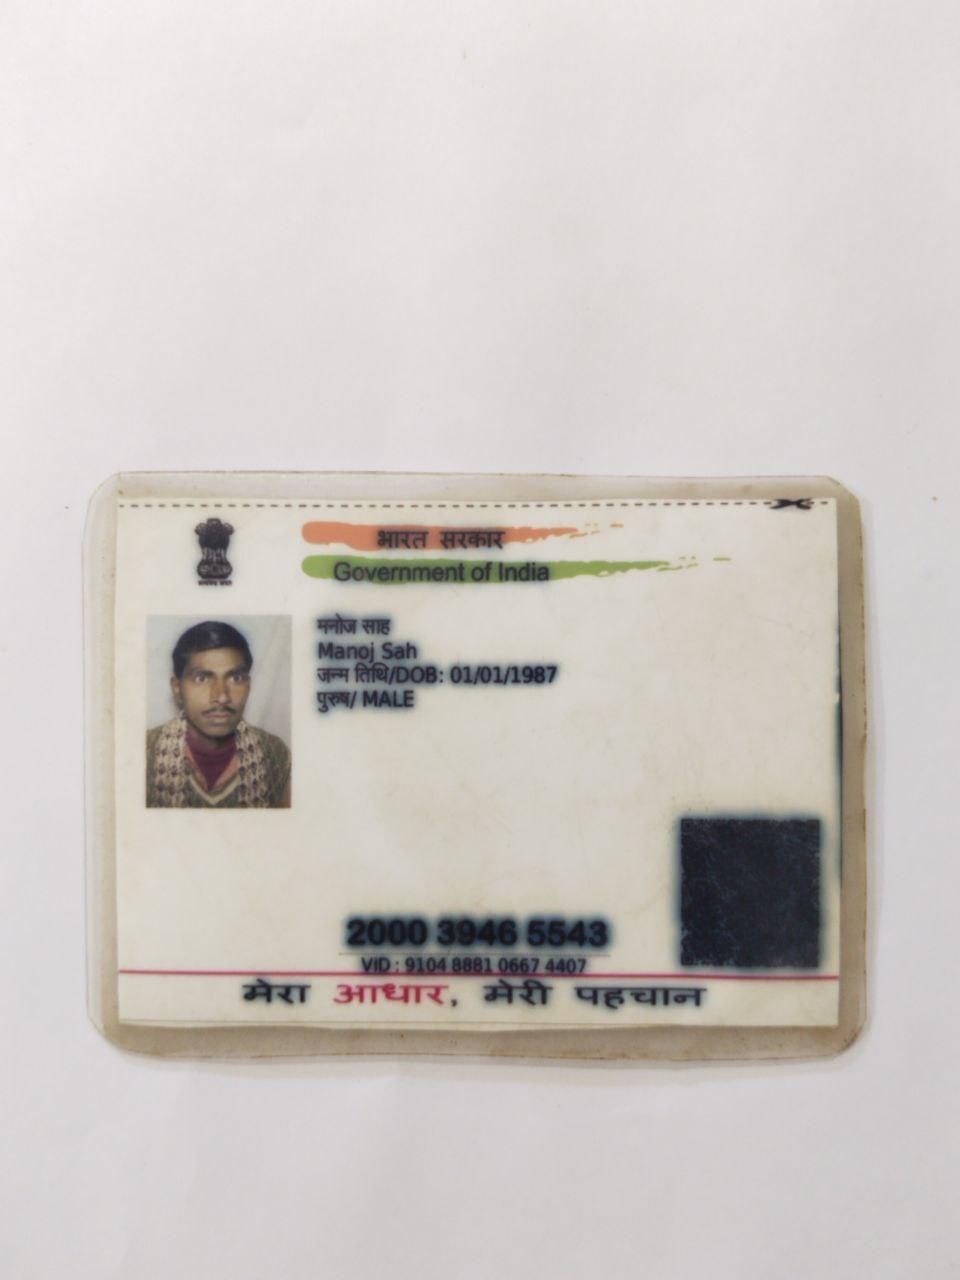 भारत सरकार
Government of India
मनोज साह
Manoj Sah
जन्म तिथि/DOB: 01/01/1987
पुरुष/ MALE
2000 3946 5543
VID : 9104 8881 0667 4407
मेरा आधार, मेरी पहचान